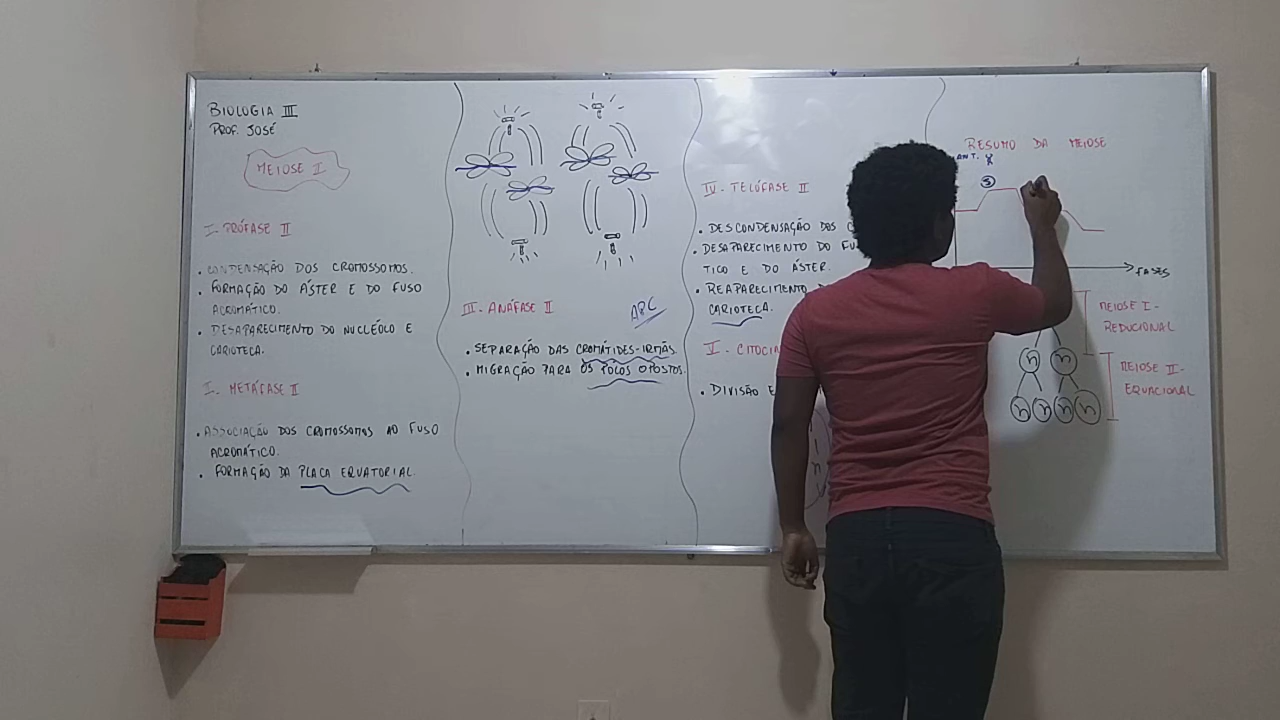 BIOLOGIA III
PROF. JOSÉ
MEIOSE II
I- PRÓFASE II
• CONDENSAÇÃO DOS CROMOSSOMOS.
• FORMAÇÃO DO ÁSTER E DO FUSO
ACROMÁTICO.
• DESAPARECIMENTO DO NUCLÉOLO E
CARIOTECA.
I- METÁFASE II
• ASSOCIAÇÃO DOS CROMOSSOMOS AO FUSO
ACROMÁTICO.
• FORMAÇÃO DA PLACA EQUATORIAL.
III- ANÁFASE II
• SEPARAÇÃO DAS CROMÁTIDES-IRMÃS.
• MIGRAÇÃO PARA OS POLOS OPOSTOS.
IV- TELÓFASE II
• DESCONDENSAÇÃO DOS
• DESAPARECIMENTO DO
TICO E DO ÁSTER.
• REAPARECIMENTO
CARIOTECA.
V-
• DIVISÃO
RESUMO DA MEIOSE
S
FASES
MEIOSE I-
REDUCIONAL
n n
MEIOSE II-
EQUACIONAL
n n n n